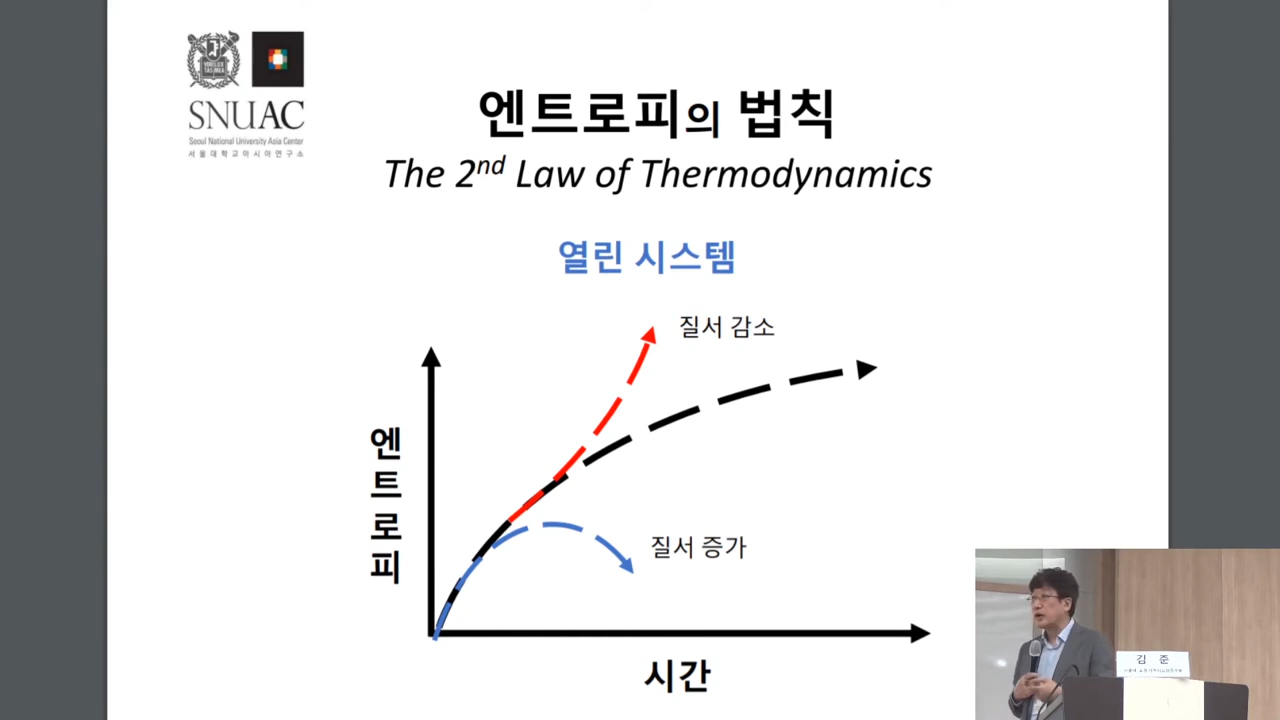 SNUAC
Seoul National University Asia Center
서울대학교아시아연구소
엔트로피의 법칙
The 2nd Law of Thermodynamics
열린 시스템
질서 감소
엔트로피
질서 증가
시간
김 준